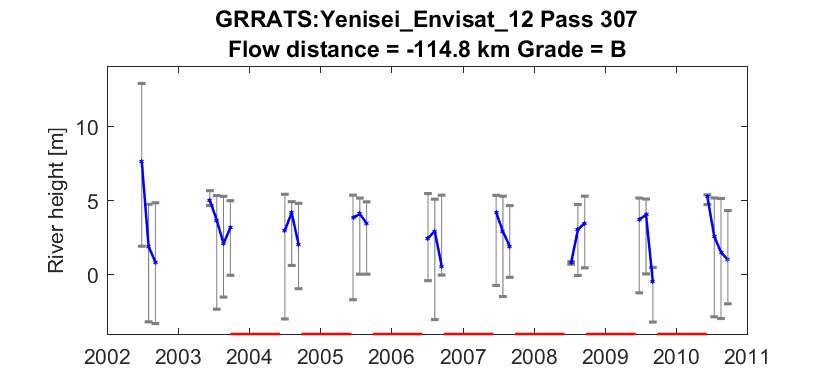 GRRATS:Yenisei_Envisat_12 Pass 307
Flow distance = -114.8 km Grade = B
River height [m]
10
5
0
2002 2003 2004 2005 2006 2007 2008 2009 2010 2011